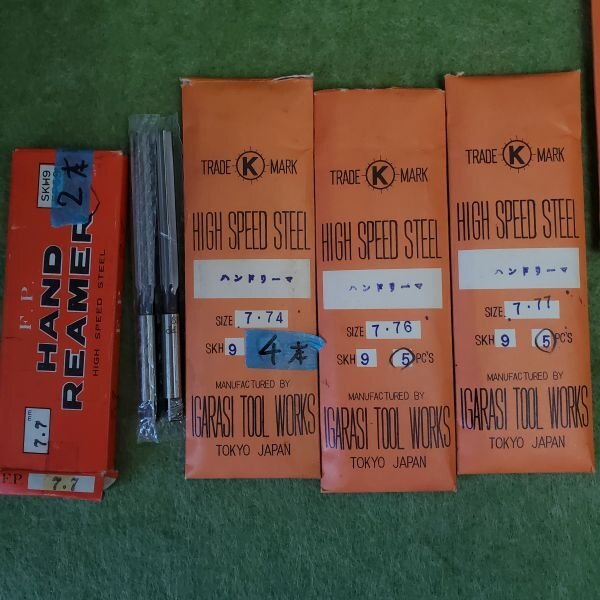 SKH9
2本
F.P.
HAND
REAMER
HIGH SPEED STEEL
mm
7.7
F.P. 7.7
TRADE K MARK
HIGH SPEED STEEL
ハンドリーマ
SIZE 7.74
SKH 9
4本
MANUFACTURED BY
IGARASI TOOL WORKS
TOKYO JAPAN
TRADE K MARK
HIGH SPEED STEEL
ハンドリーマ
SIZE 7.76
SKH 9 5 PC'S
MANUFACTURED BY
IGARASI TOOL WORKS
TOKYO JAPAN
TRADE K MARK
HIGH SPEED STEEL
ハンドリーマ
SIZE 7.77
SKH 9 5 PC'S
MANUFACTURED BY
IGARASI TOOL WORKS
TOKYO JAPAN